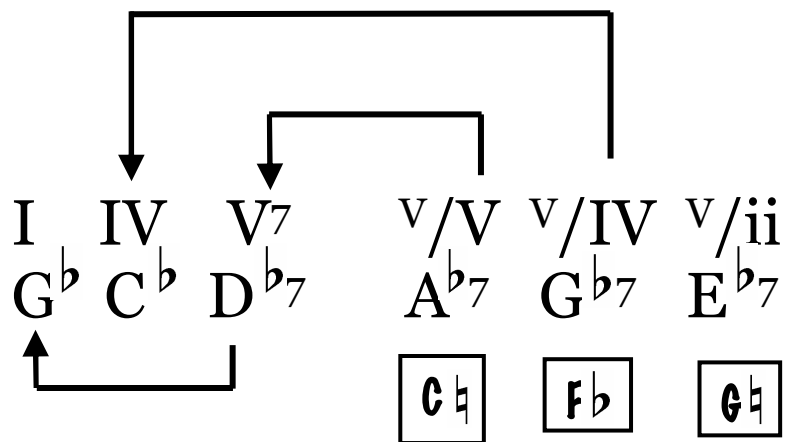 I IV V7 V/V V/IV V/ii
G♭ C♭ D♭7 A♭7 G♭7 E♭7
C♮ F♭ G♮